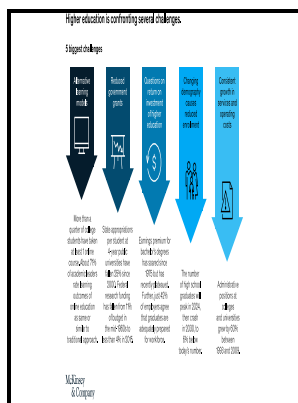 Higher education is confronting several challenges.
5 biggest challenges
Alternative
learning
models
Reduced
government
grants
Questions on
return on
investment
of higher
education
Changing
demography
causes
reduced
enrollment
Consistent
growth in
services and
operating
costs
More than a
quarter of college
students have taken
at least 1 online
course. About 71%
of academic leaders
rate learning
outcomes of
online education
as same or
similar to
traditional approach.
State appropriations
per student at
4-year public
universities have
fallen 25% since
2000. Federal
research funding
has fallen from 1%
of budget in
the mid-1960s to
less than 4% in 2015.
Earnings premium for
bachelor's degrees
has soared since
1975 but has
recently plateaued.
Further, just 42%
of employers agree
that graduates are
adequately prepared
for workforce.
The number
of high school
graduates will
peak in 2024,
then crash
in 2030, to
8% below
today's number.
Administrative
positions at
colleges
and universities
grew by 60%
between
1993 and 2009.
McKinsey
& Company